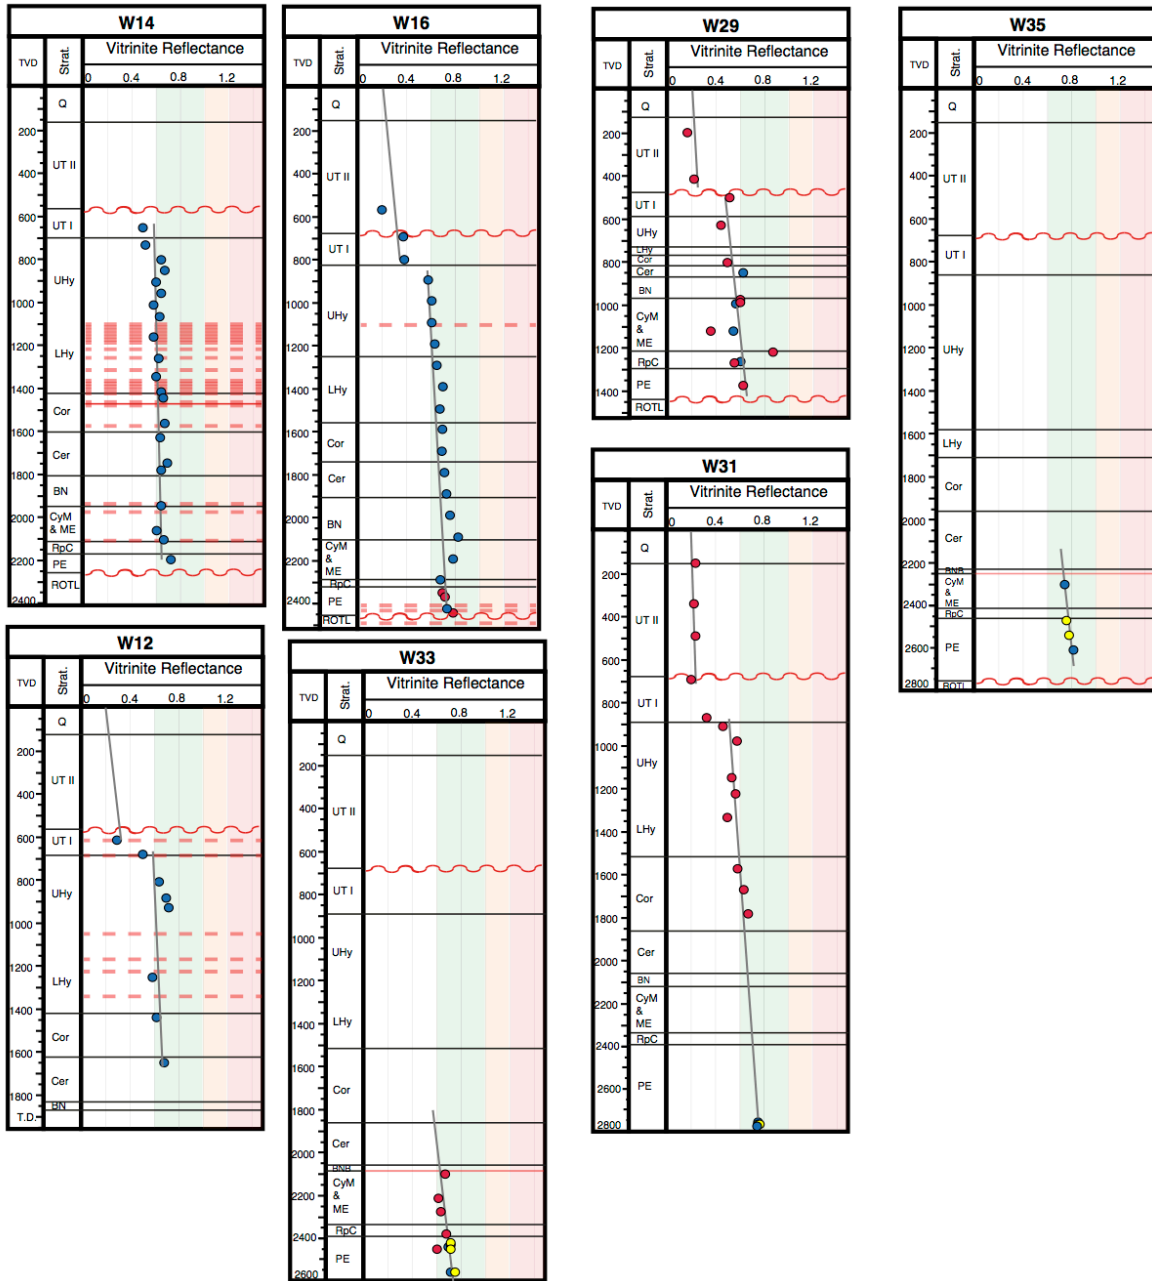 W14
TVD Strat. Vitrinite Reflectance
0 0.4 0.8 1.2
Q
200
400
UT II
600
UT I
800
UHy
1000
1200
LHy
1400
Cor
1600
Cer
1800
BN
2000
CyM
& ME
RpC
2200
PE
ROTL
2400
W16
TVD Strat. Vitrinite Reflectance
0 0.4 0.8 1.2
Q
200
400
UT II
600
UT I
800
1000
UHy
1200
1400
LHy
1600
Cor
1800
Cer
2000
BN
CyM
&
ME
2200
RpC
2400
PE
ROTL
W29
TVD Strat. Vitrinite Reflectance
0 0.4 0.8 1.2
Q
200
UT II
400
UT I
600
UHy
LHy
800
Cor
Cer
BN
1000
CyM
&
ME
1200
RpC
PE
1400
ROTL
W35
TVD Strat. Vitrinite Reflectance
0 0.4 0.8 1.2
Q
200
400
UT II
600
UT I
800
1000
UHy
1200
1400
1600
LHy
1800
Cor
2000
Cer
2200
BNB
CyM
&
ME
2400
RpC
2600
PE
2800
ROTL
W12
TVD Strat. Vitrinite Reflectance
0 0.4 0.8 1.2
Q
200
UT II
400
600
UT I
800
UHy
1000
1200
LHy
1400
Cor
1600
Cer
1800
BN
T.D.
W33
TVD Strat. Vitrinite Reflectance
0 0.4 0.8 1.2
Q
200
400
UT II
600
800
UT I
1000
UHy
1200
1400
LHy
1600
Cor
1800
2000
Cer
BNB
2200
CyM
&
ME
RpC
2400
PE
2600
W31
TVD Strat. Vitrinite Reflectance
0 0.4 0.8 1.2
Q
200
400
UT II
600
800
UT I
1000
UHy
1200
1400
LHy
1600
1800
Cor
2000
Cer
BN
2200
CyM
&
ME
RpC
2400
2600
PE
2800